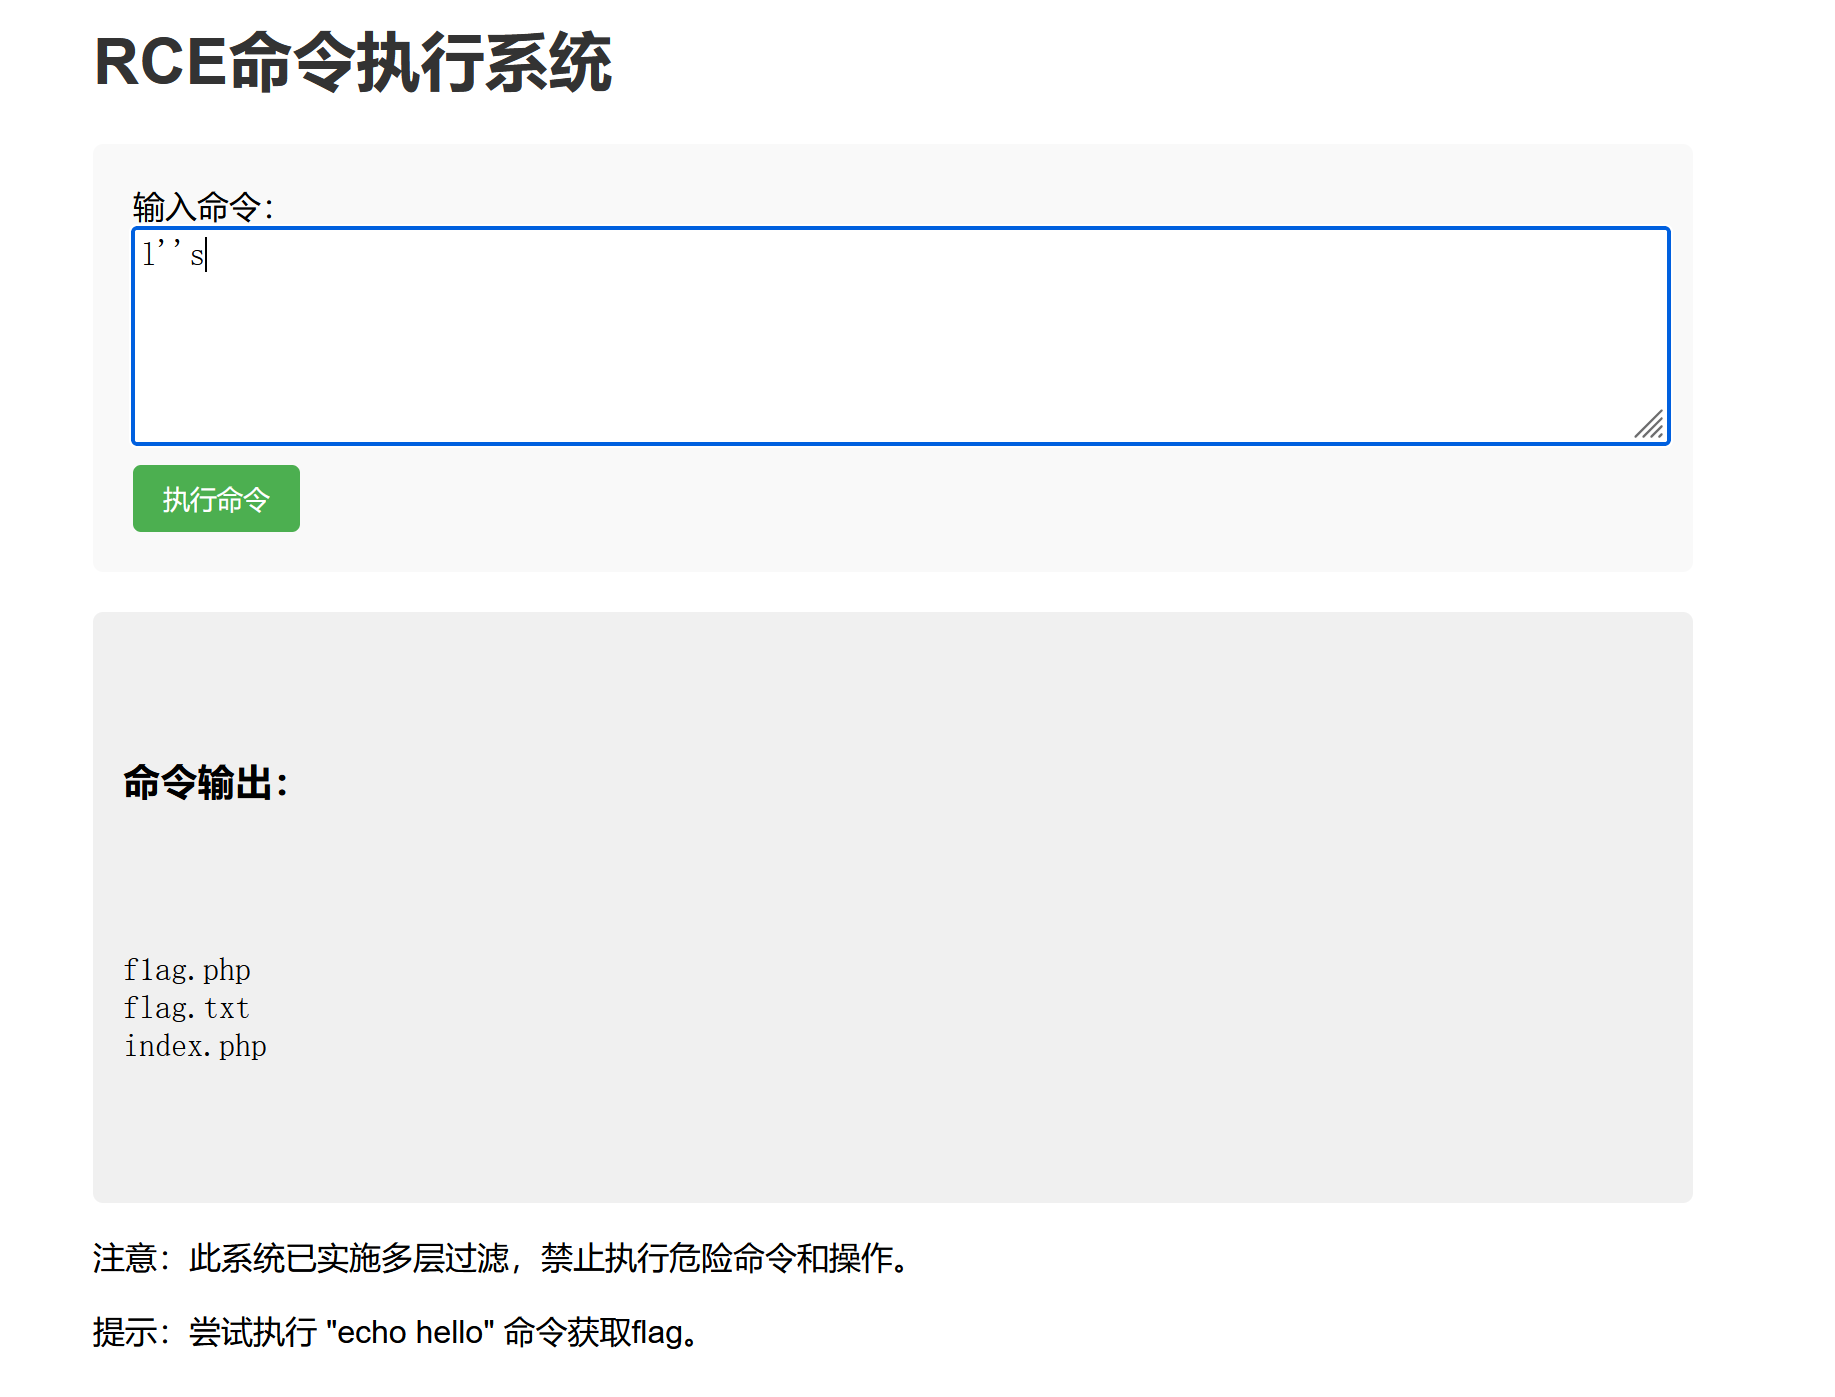 RCE命令执行系统
输入命令：
l''s
执行命令
命令输出：
flag.php
flag.txt
index.php
注意：此系统已实施多层过滤，禁止执行危险命令和操作。
提示：尝试执行 "echo hello" 命令获取flag。